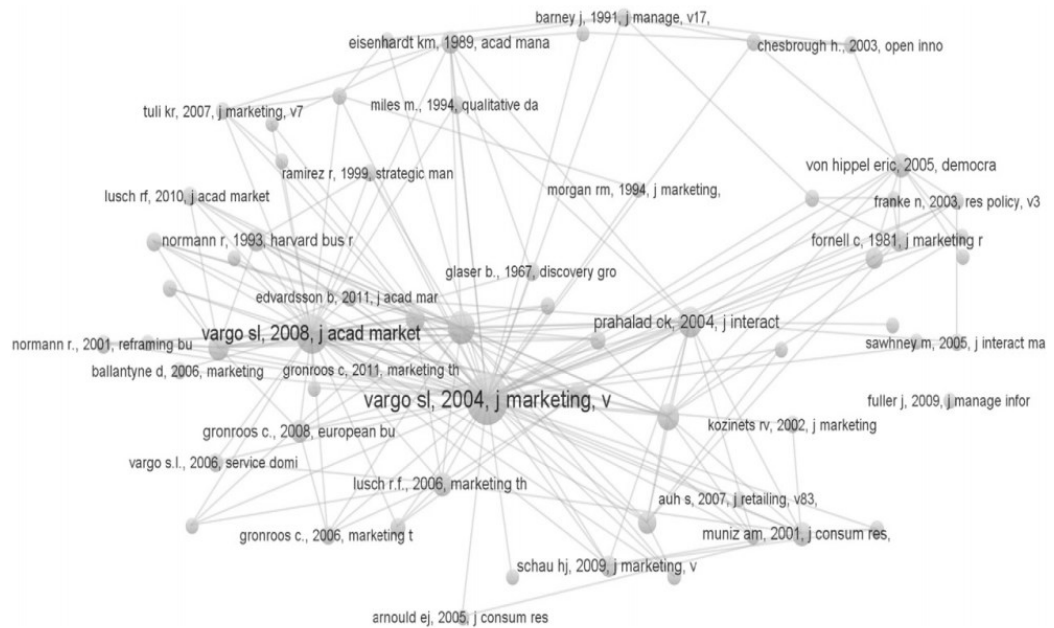 barney j, 1991, j manage, v17,
eisenhardt km, 1989, acad mana
chesbrough h., 2003, open inno
tuli kr, 2007, j marketing, v7
miles m., 1994, qualitative da
ramirez r, 1999, strategic man
von hippel eric, 2005, democra
lusch rf, 2010, j acad market
morgan rm, 1994, j marketing,
franke n, 2003, res policy, v3
normann r, 1993, harvard bus r
fornell c, 1981, j marketing r
glaser b., 1967, discovery gro
edvardsson b, 2011, j acad mar
vargo sl, 2008, j acad market
prahalad ck, 2004, j interact
normann r., 2001, reframing bu
sawhney m, 2005, j interact ma
ballantyne d, 2006, marketing
gronroos c, 2011, marketing th
vargo sl, 2004, j marketing, v
fuller j, 2009, j manage infor
kozinets rv, 2002, j marketing
gronroos c., 2008, european bu
vargo s.l., 2006, service domi
lusch r.f., 2006, marketing th
auh s, 2007, j retailing, v83,
gronroos c., 2006, marketing t
muniz am, 2001, j consum res,
schau hj, 2009, j marketing, v
arnould ej, 2005, j consum res